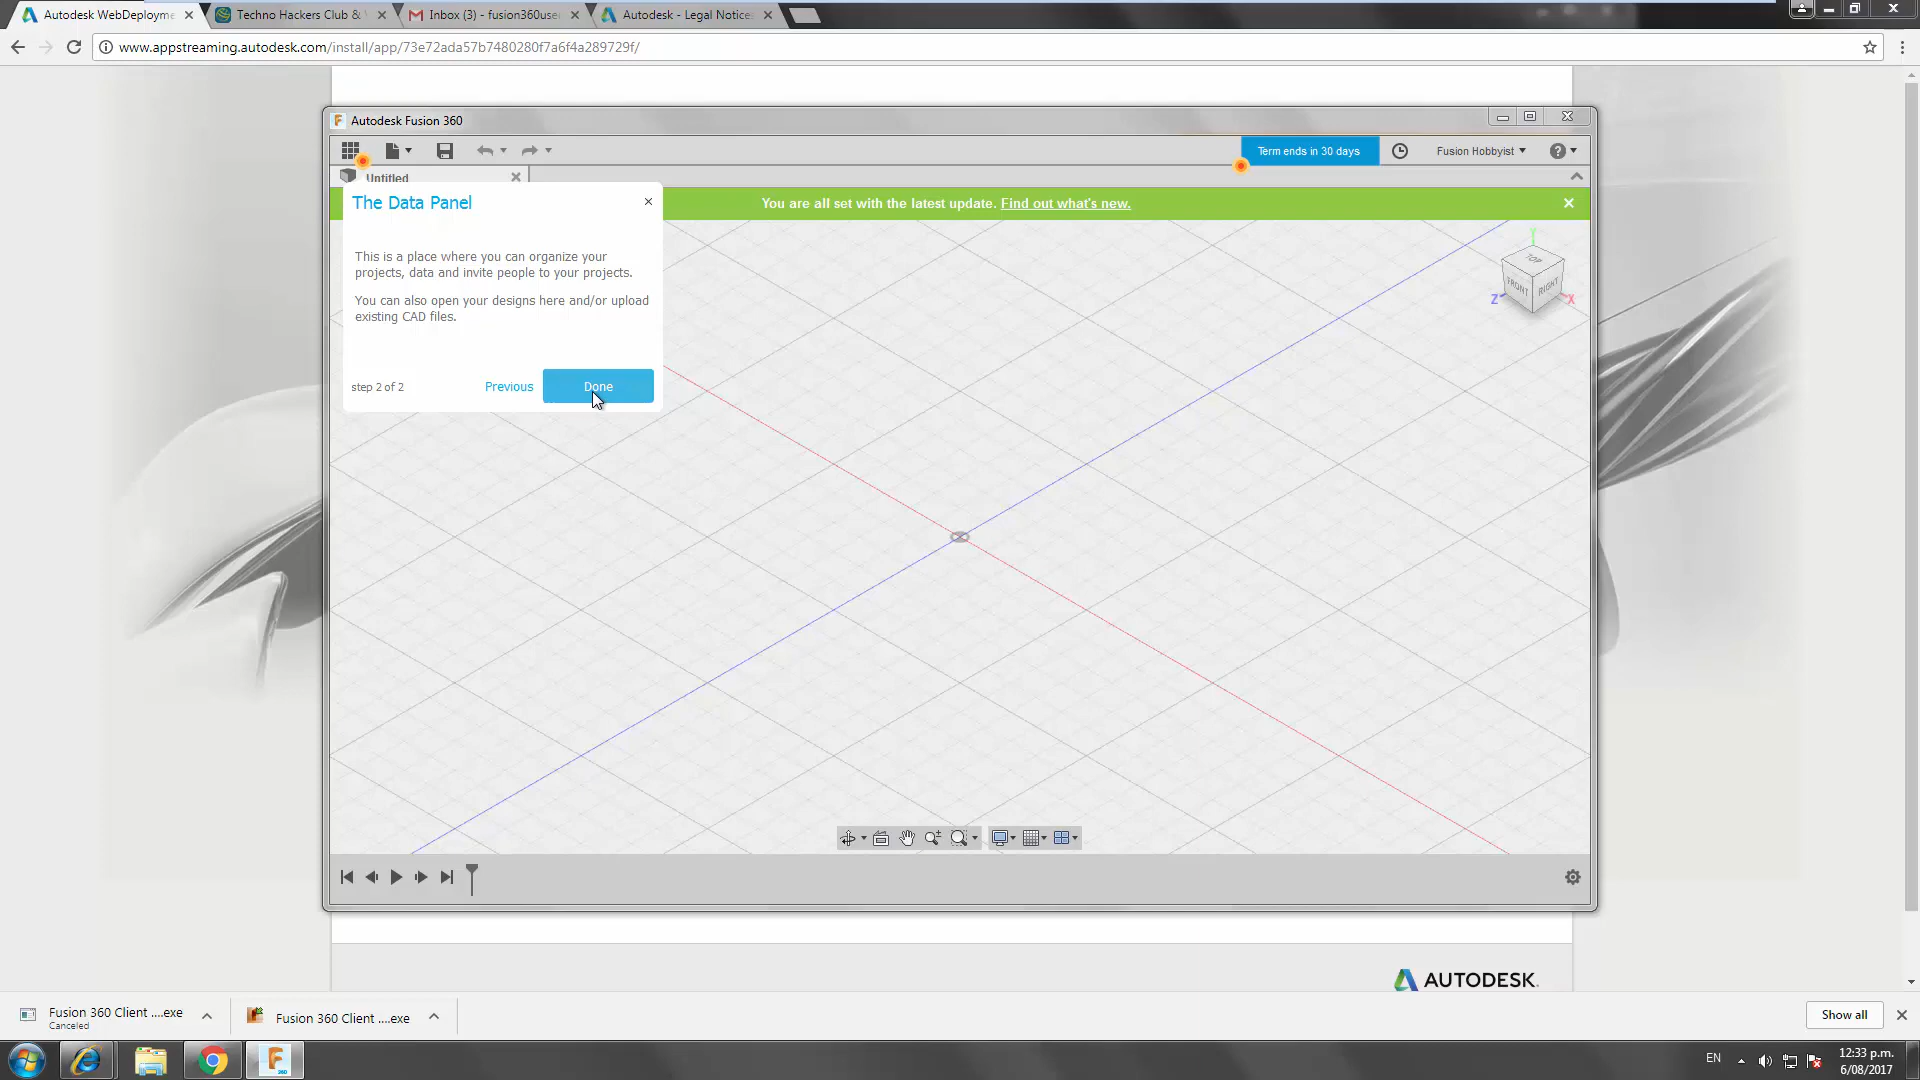 Autodesk WebDeployme
Techno Hackers Club &
Inbox (3) - fusion360use
Autodesk - Legal Notice
www.appstreaming.autodesk.com/install/app/73e72ada57b7480280f7a6f4a289729f/
Autodesk Fusion 360
Term ends in 30 days
Fusion Hobbyist
Untitled
The Data Panel
You are all set with the latest update. Find out what's new.
This is a place where you can organize your
projects, data and invite people to your projects.
You can also open your designs here and/or upload
existing CAD files.
step 2 of 2
Previous
Done
Y
TOP
FRONT
RIGHT
Z
X
AUTODESK.
Fusion 360 Client ....exe
Canceled
Fusion 360 Client ....exe
Show all
EN
12:33 p.m.
6/08/2017